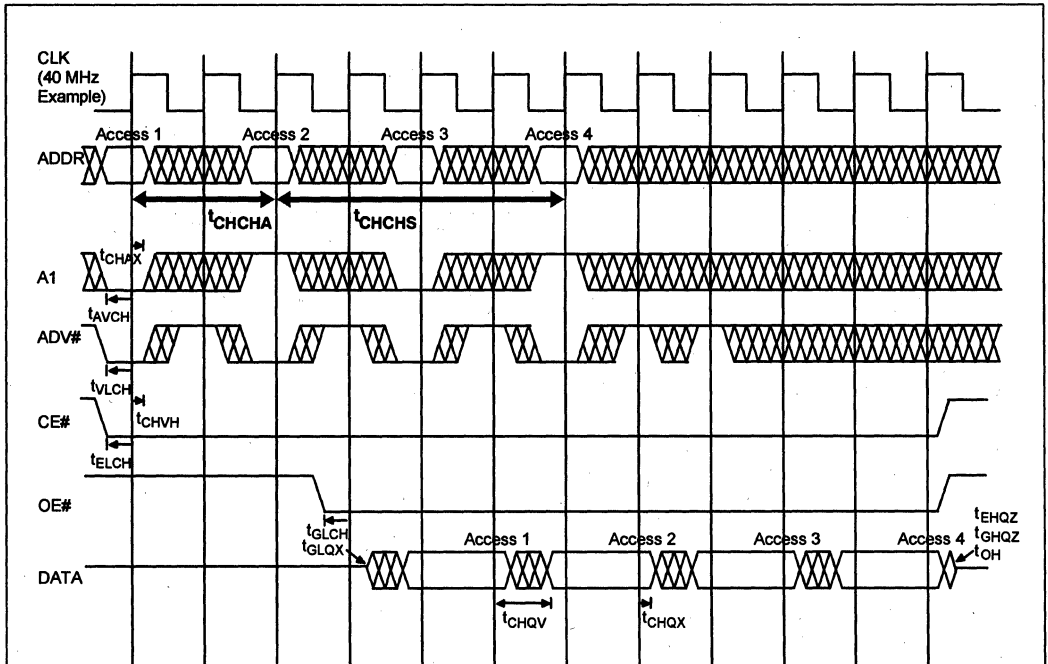 CLK
(40 MHz
Example)
Access 1
Access 2
Access 3
Access 4
ADDR
tCHCHA
tCHCHS
tCHAX
A1
tAVCH
ADV#
tVLCH
tCHVH
CE#
tELCH
OE#
tGLCH
tGLQX
Access 1
Access 2
Access 3
Access 4
tEHQZ
tGHQZ
tOH
DATA
tCHQV
tCHQX